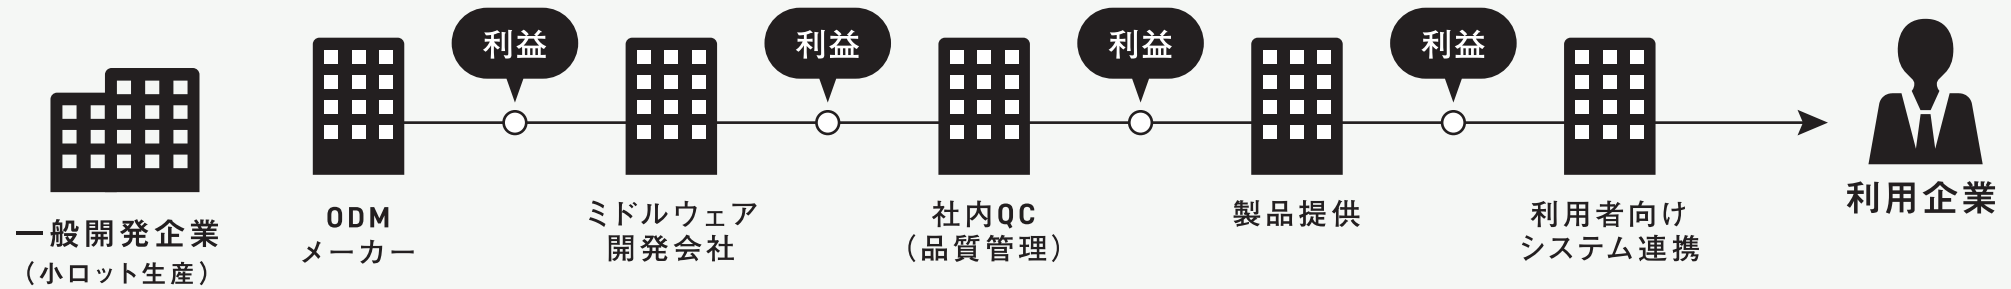 利益
利益
利益
利益
一般開発企業
（小ロット生産）
ODM
メーカー
ミドルウェア
開発会社
社内QC
（品質管理）
製品提供
利用者向け
システム連携
利用企業